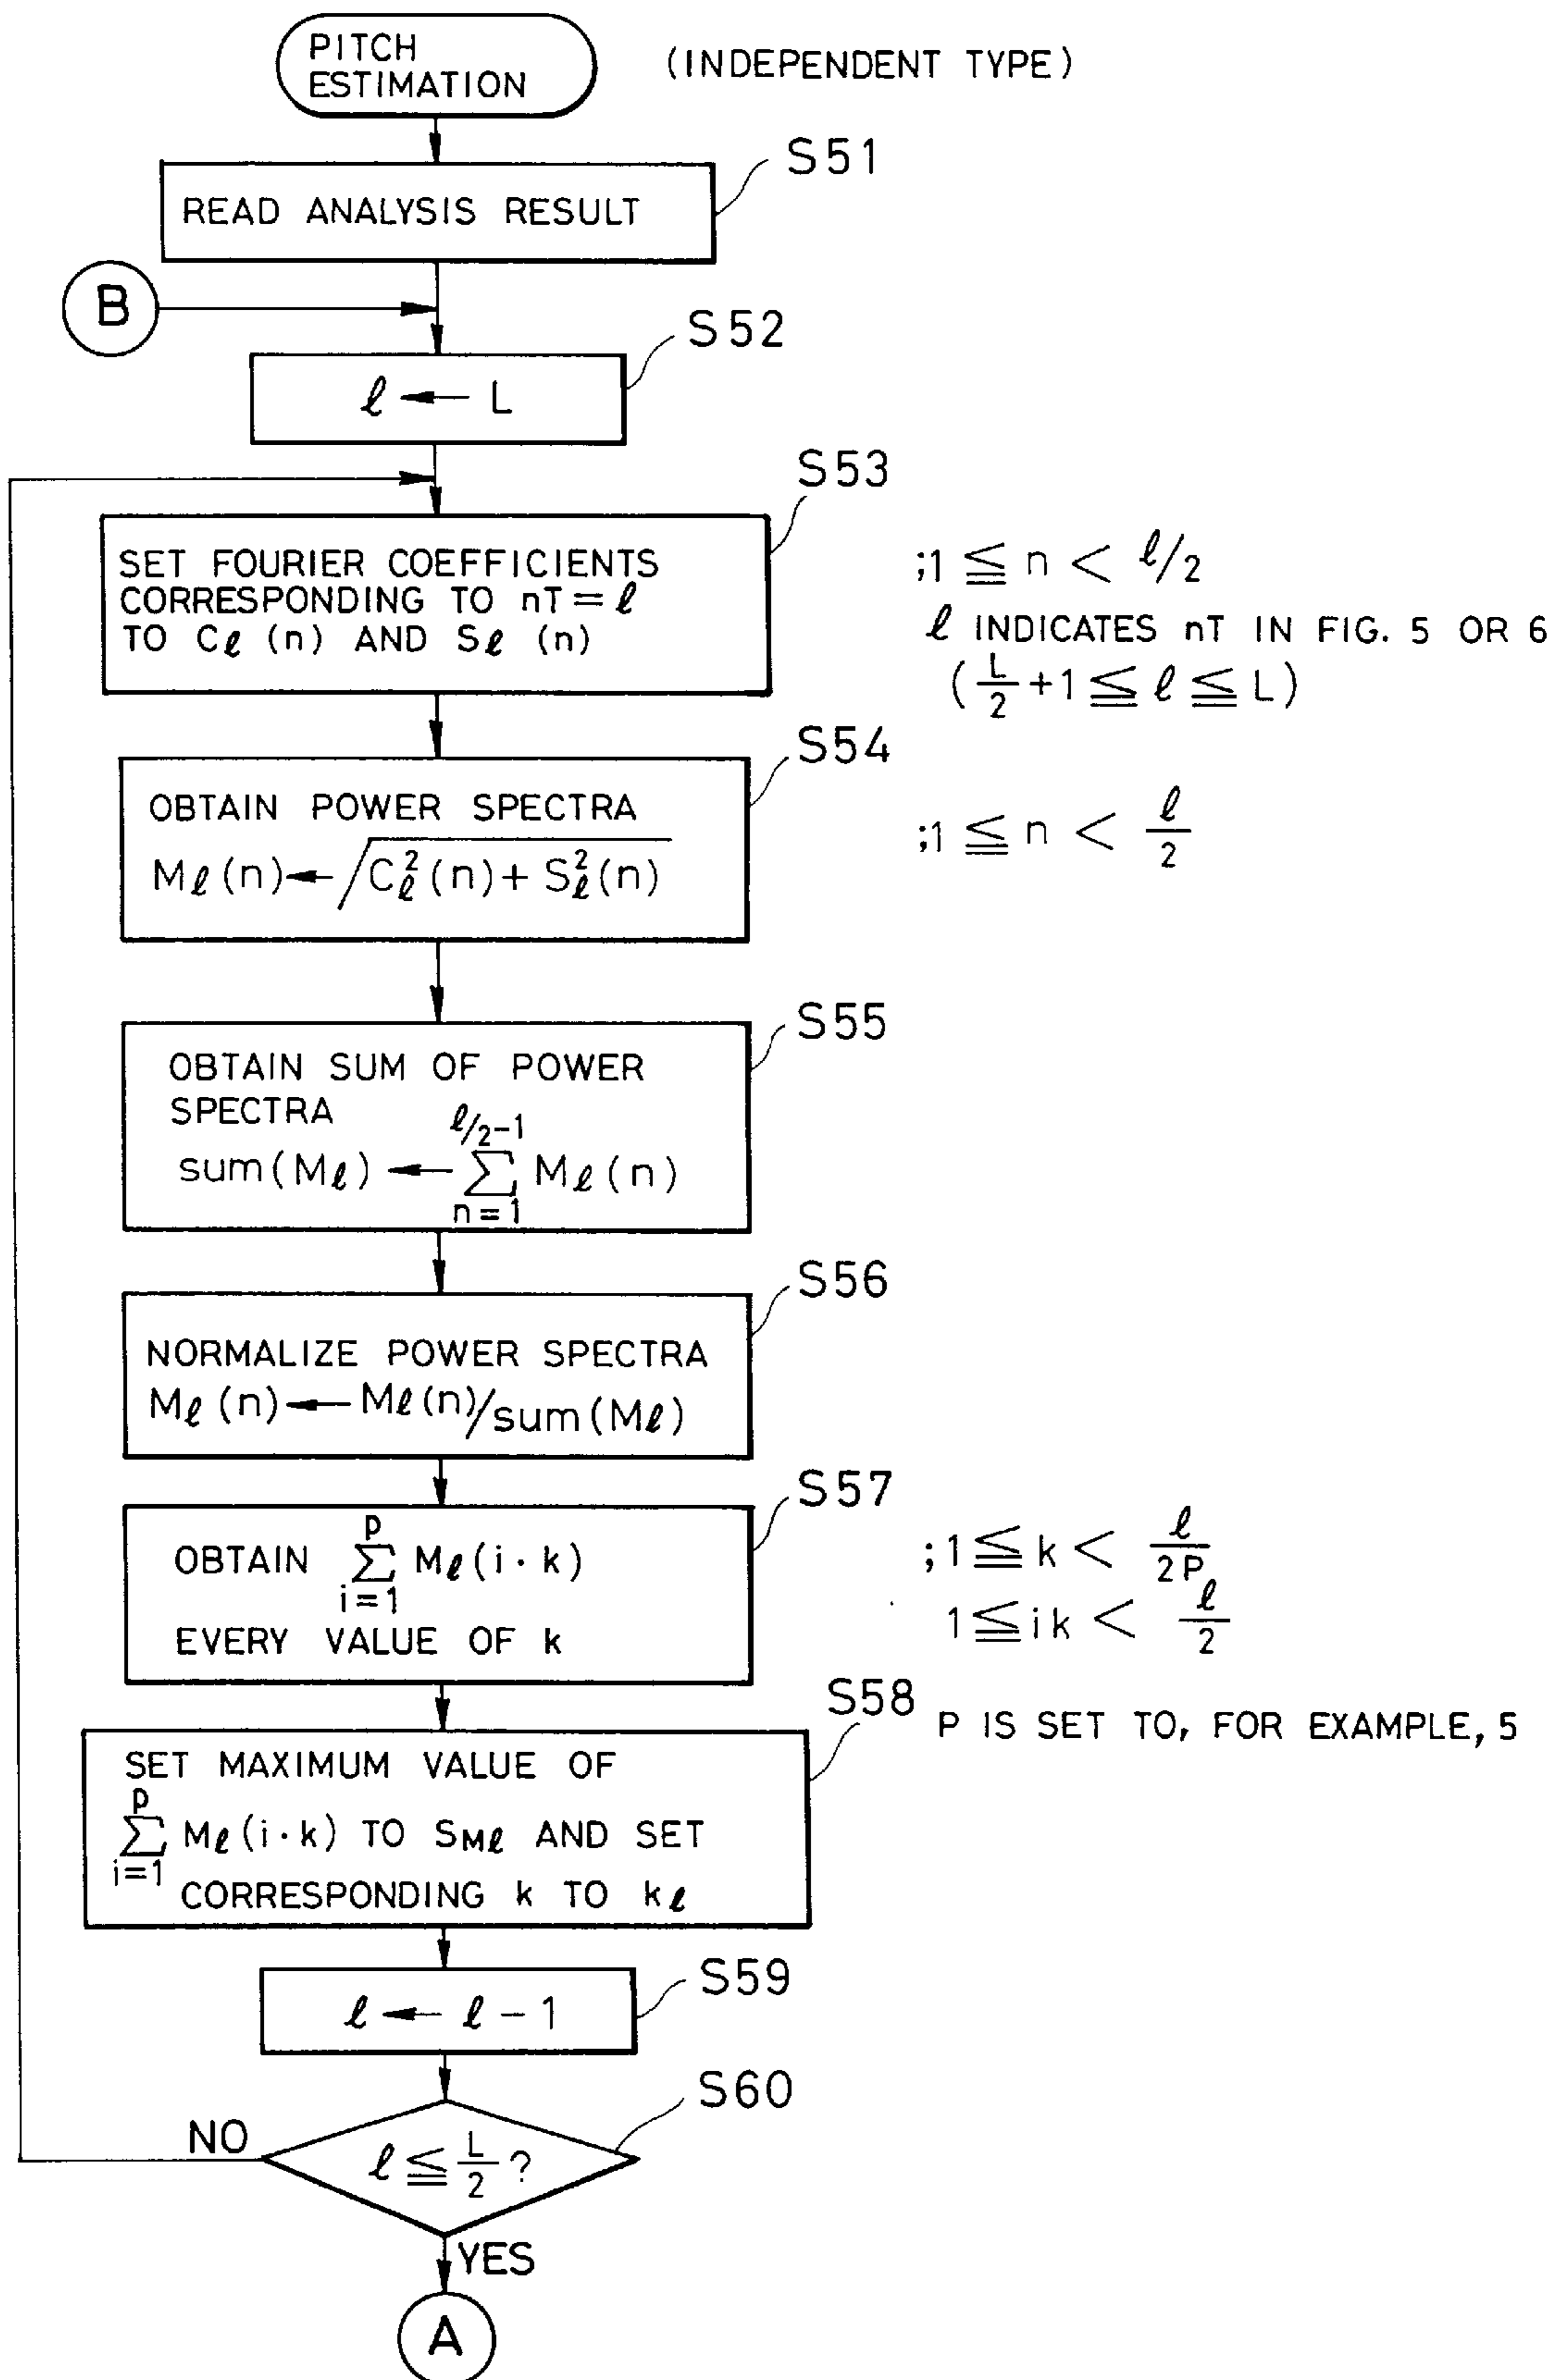 PITCH
ESTIMATION
(INDEPENDENT TYPE)
S51
READ ANALYSIS RESULT
B
S52
ℓ ← L
S53
SET FOURIER COEFFICIENTS
CORRESPONDING TO nT = ℓ
TO Cℓ (n) AND Sℓ (n)
;1 ≦ n < ℓ/2
ℓ INDICATES nT IN FIG. 5 OR 6
(L/2 + 1 ≦ ℓ ≦ L)
S54
OBTAIN POWER SPECTRA
Mℓ(n) ← √(Cℓ²(n) + Sℓ²(n))
;1 ≦ n < ℓ/2
S55
OBTAIN SUM OF POWER
SPECTRA
ℓ/2-1
sum(Mℓ) ← Σ Mℓ(n)
n=1
S56
NORMALIZE POWER SPECTRA
Mℓ(n) ← Mℓ(n)/sum(Mℓ)
S57
p
OBTAIN Σ Mℓ(i·k)
i=1
EVERY VALUE OF k
;1 ≦ k < ℓ/2P
1 ≦ ik < ℓ/2
P IS SET TO, FOR EXAMPLE, 5
S58
SET MAXIMUM VALUE OF
p
Σ Mℓ(i·k) TO SMℓ AND SET
i=1
CORRESPONDING k TO kℓ
S59
ℓ ← ℓ - 1
S60
ℓ ≦ L/2 ?
NO
YES
A